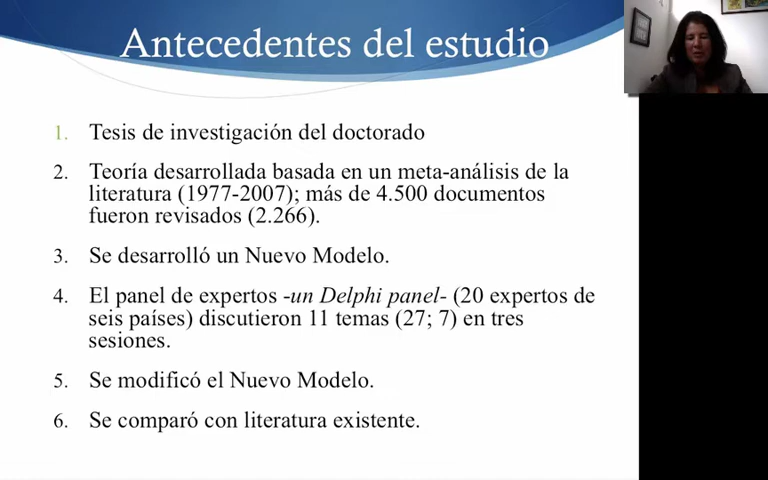 Antecedentes del estudio
1. Tesis de investigación del doctorado
2. Teoría desarrollada basada en un meta-análisis de la
literatura (1977-2007); más de 4.500 documentos
fueron revisados (2.266).
3. Se desarrolló un Nuevo Modelo.
4. El panel de expertos -un Delphi panel- (20 expertos de
seis países) discutieron 11 temas (27; 7) en tres
sesiones.
5. Se modificó el Nuevo Modelo.
6. Se comparó con literatura existente.